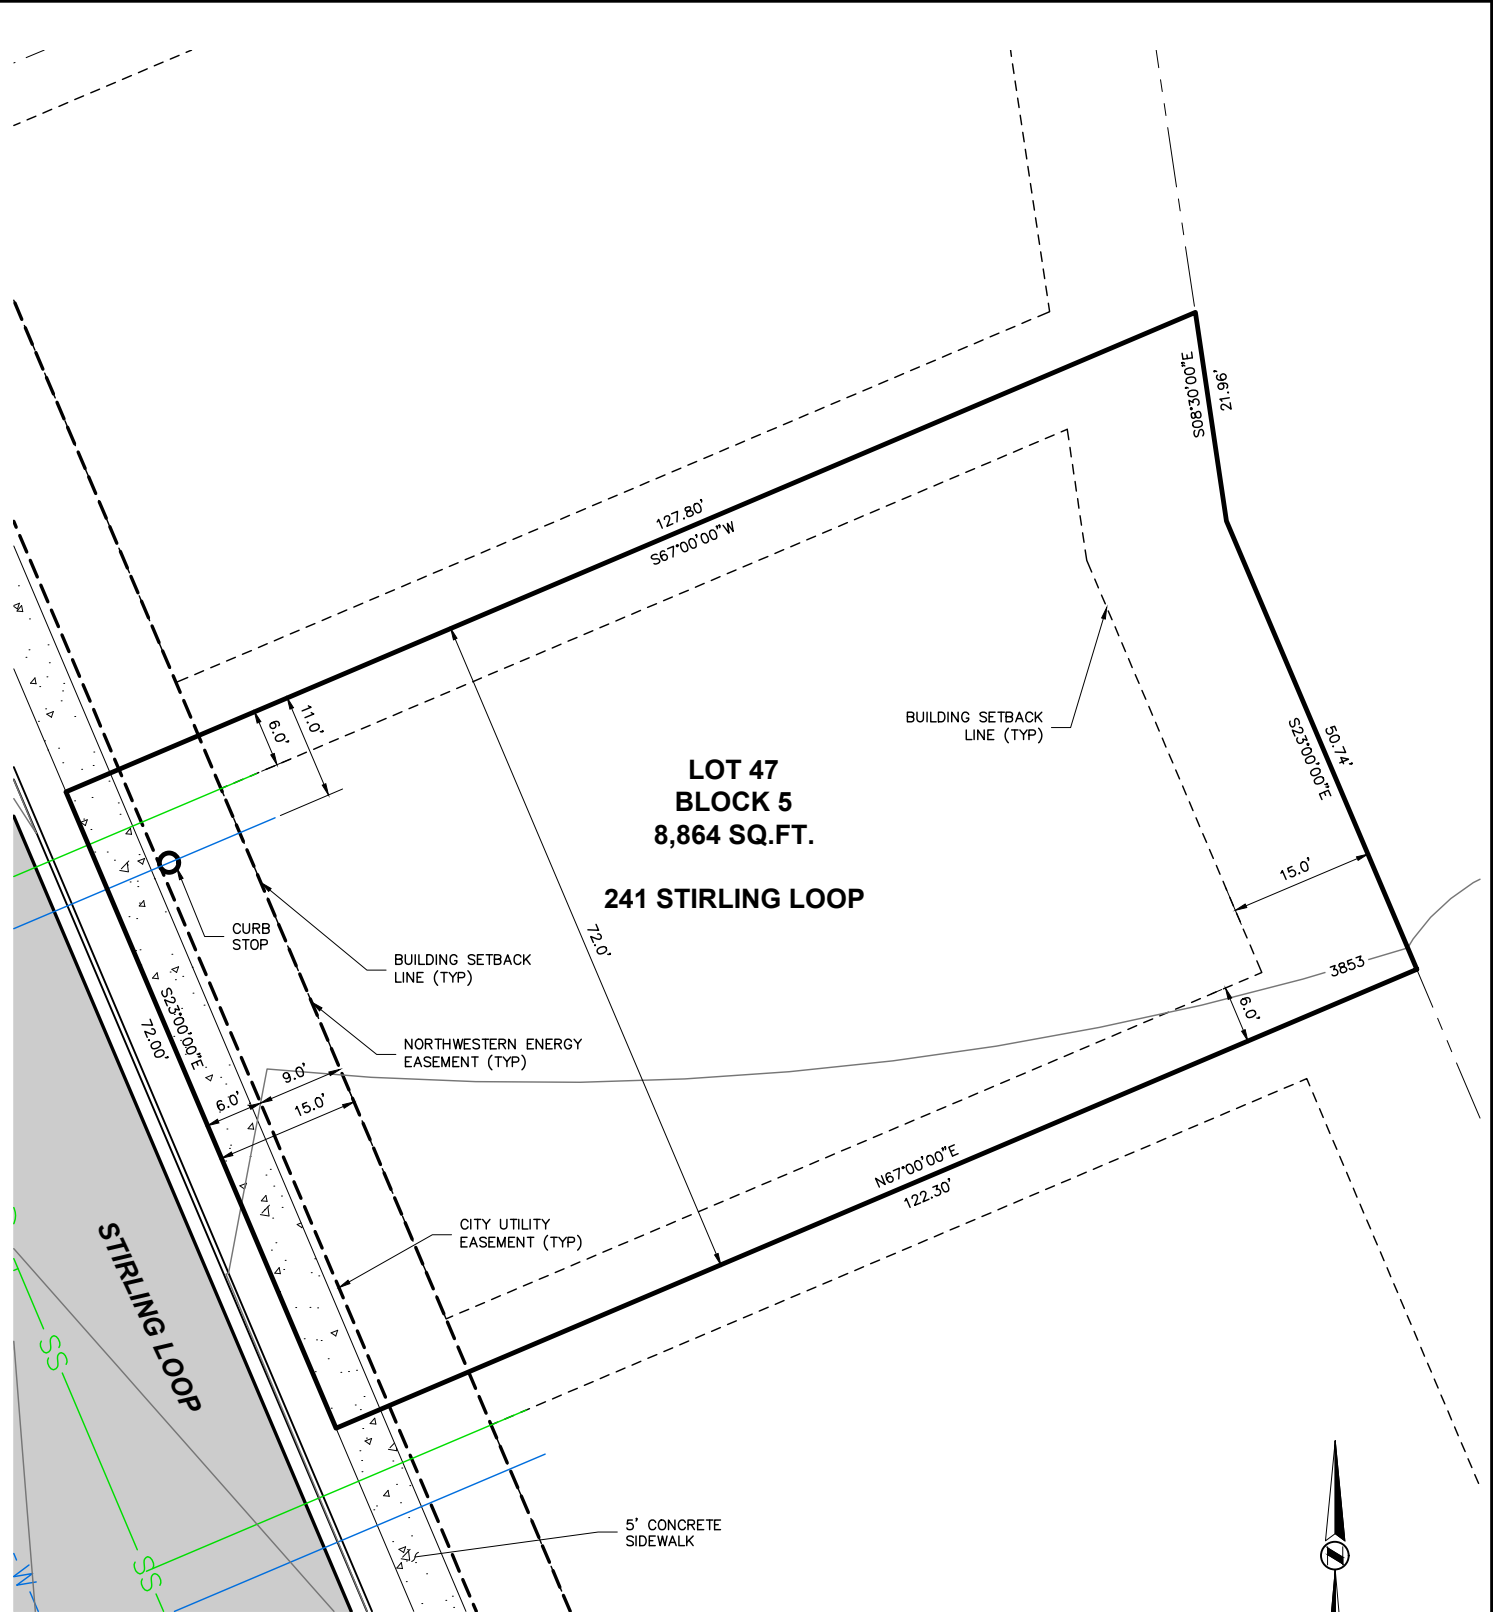 S08°30'00"E
21.96'
127.80'
S67°00'00"W
6.0'
11.0'
BUILDING SETBACK
LINE (TYP)
S23°00'00"E
50.74'
LOT 47
BLOCK 5
8,864 SQ.FT.
241 STIRLING LOOP
15.0'
72.0'
CURB
STOP
BUILDING SETBACK
LINE (TYP)
3853
6.0'
S23°00'00"E
72.00'
NORTHWESTERN ENERGY
EASEMENT (TYP)
9.0'
6.0'
15.0'
N67°00'00"E
122.30'
CITY UTILITY
EASEMENT (TYP)
STIRLING LOOP
SS
5' CONCRETE
SIDEWALK
SS
W